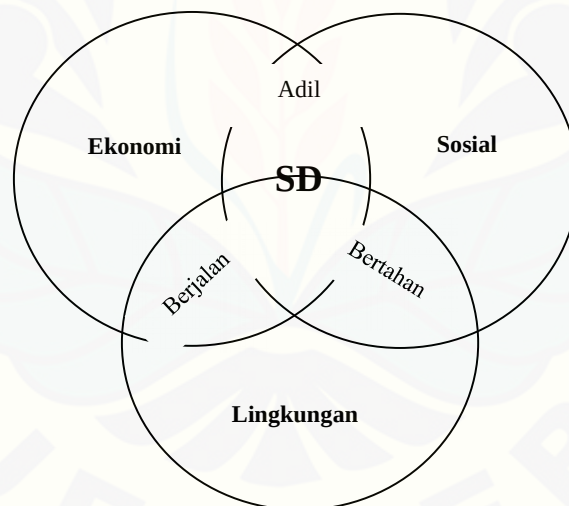 Adil
Ekonomi
Sosial
SD
Berjalan
Bertahan
Lingkungan